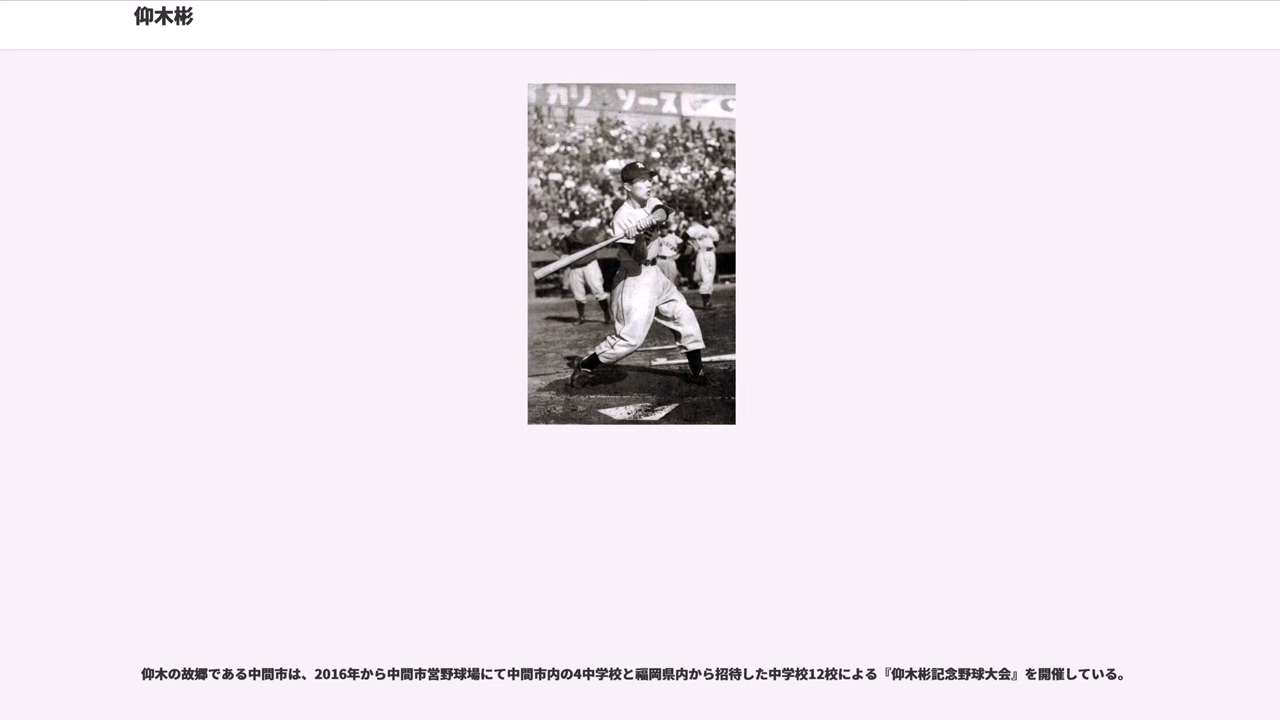 仰木彬
カリ ソース
仰木の故郷である中間市は、2016年から中間市営野球場にて中間市内の4中学校と福岡県内から招待した中学校12校による『仰木彬記念野球大会』を開催している。